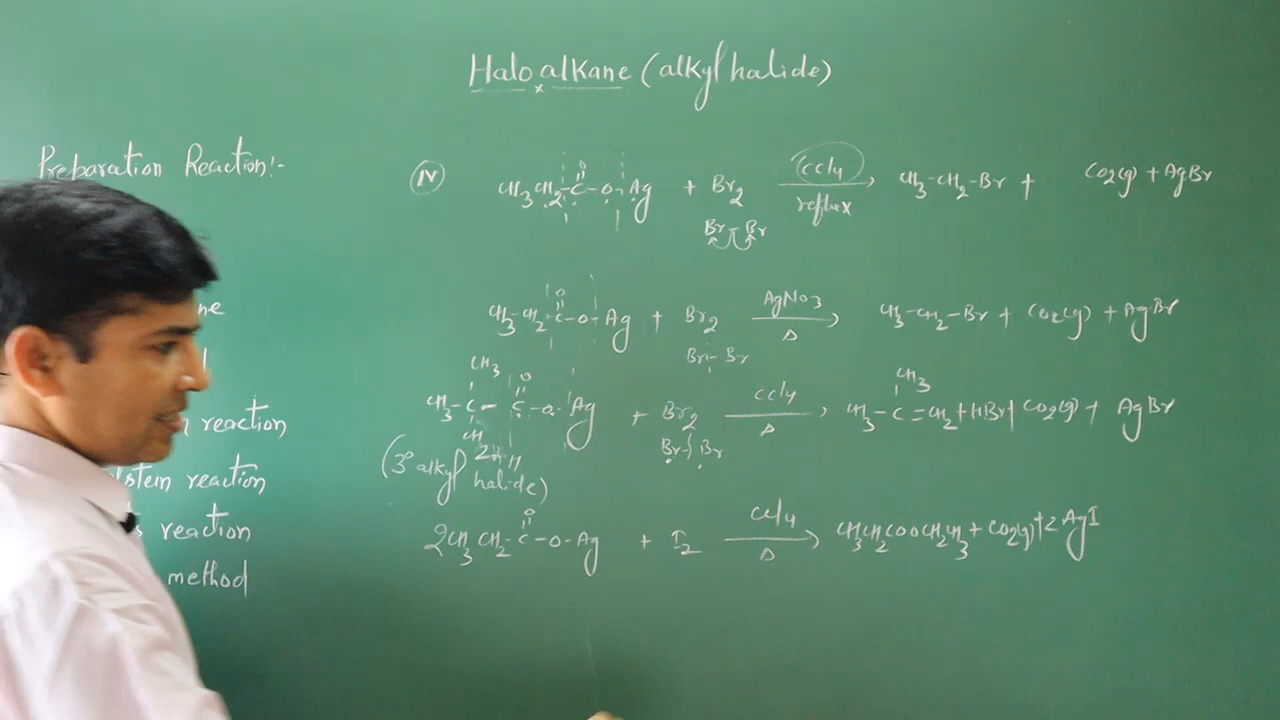 Haloalkane (alkyl halide)
Preparation Reaction:-
IV CH3CH2-C-O-Ag + Br2 CCl4 reflux CH3-CH2-Br + CO2(g) + AgBr
O
Br-Br
ne
CH3-CH2-C-O-Ag + Br2 AgNO3 Δ CH3-CH2-Br + CO2(g) + AgBr
O
Br-Br
CH3 O CH3
reaction
CH3-C-C-O-Ag + Br2 CCl4 Δ CH3-C=CH2+HBr+CO2(g)+ AgBr
CH2-H
Br-Br
(3° alkyl halide)
stein reaction
reaction
2CH3CH2-C-O-Ag + I2 CCl4 Δ CH3CH2COOCH2CH3 + CO2(g)+2AgI
O
method